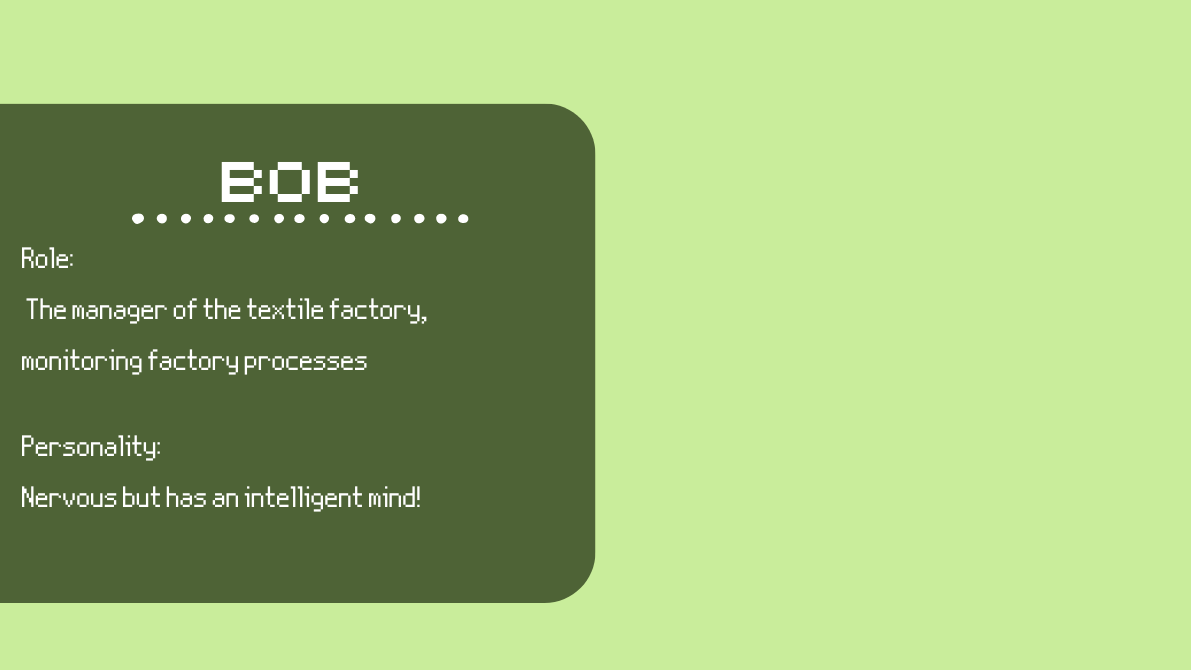 BOB
Role:
The manager of the textile factory,
monitoring factory processes
Personality:
Nervous but has an intelligent mind!